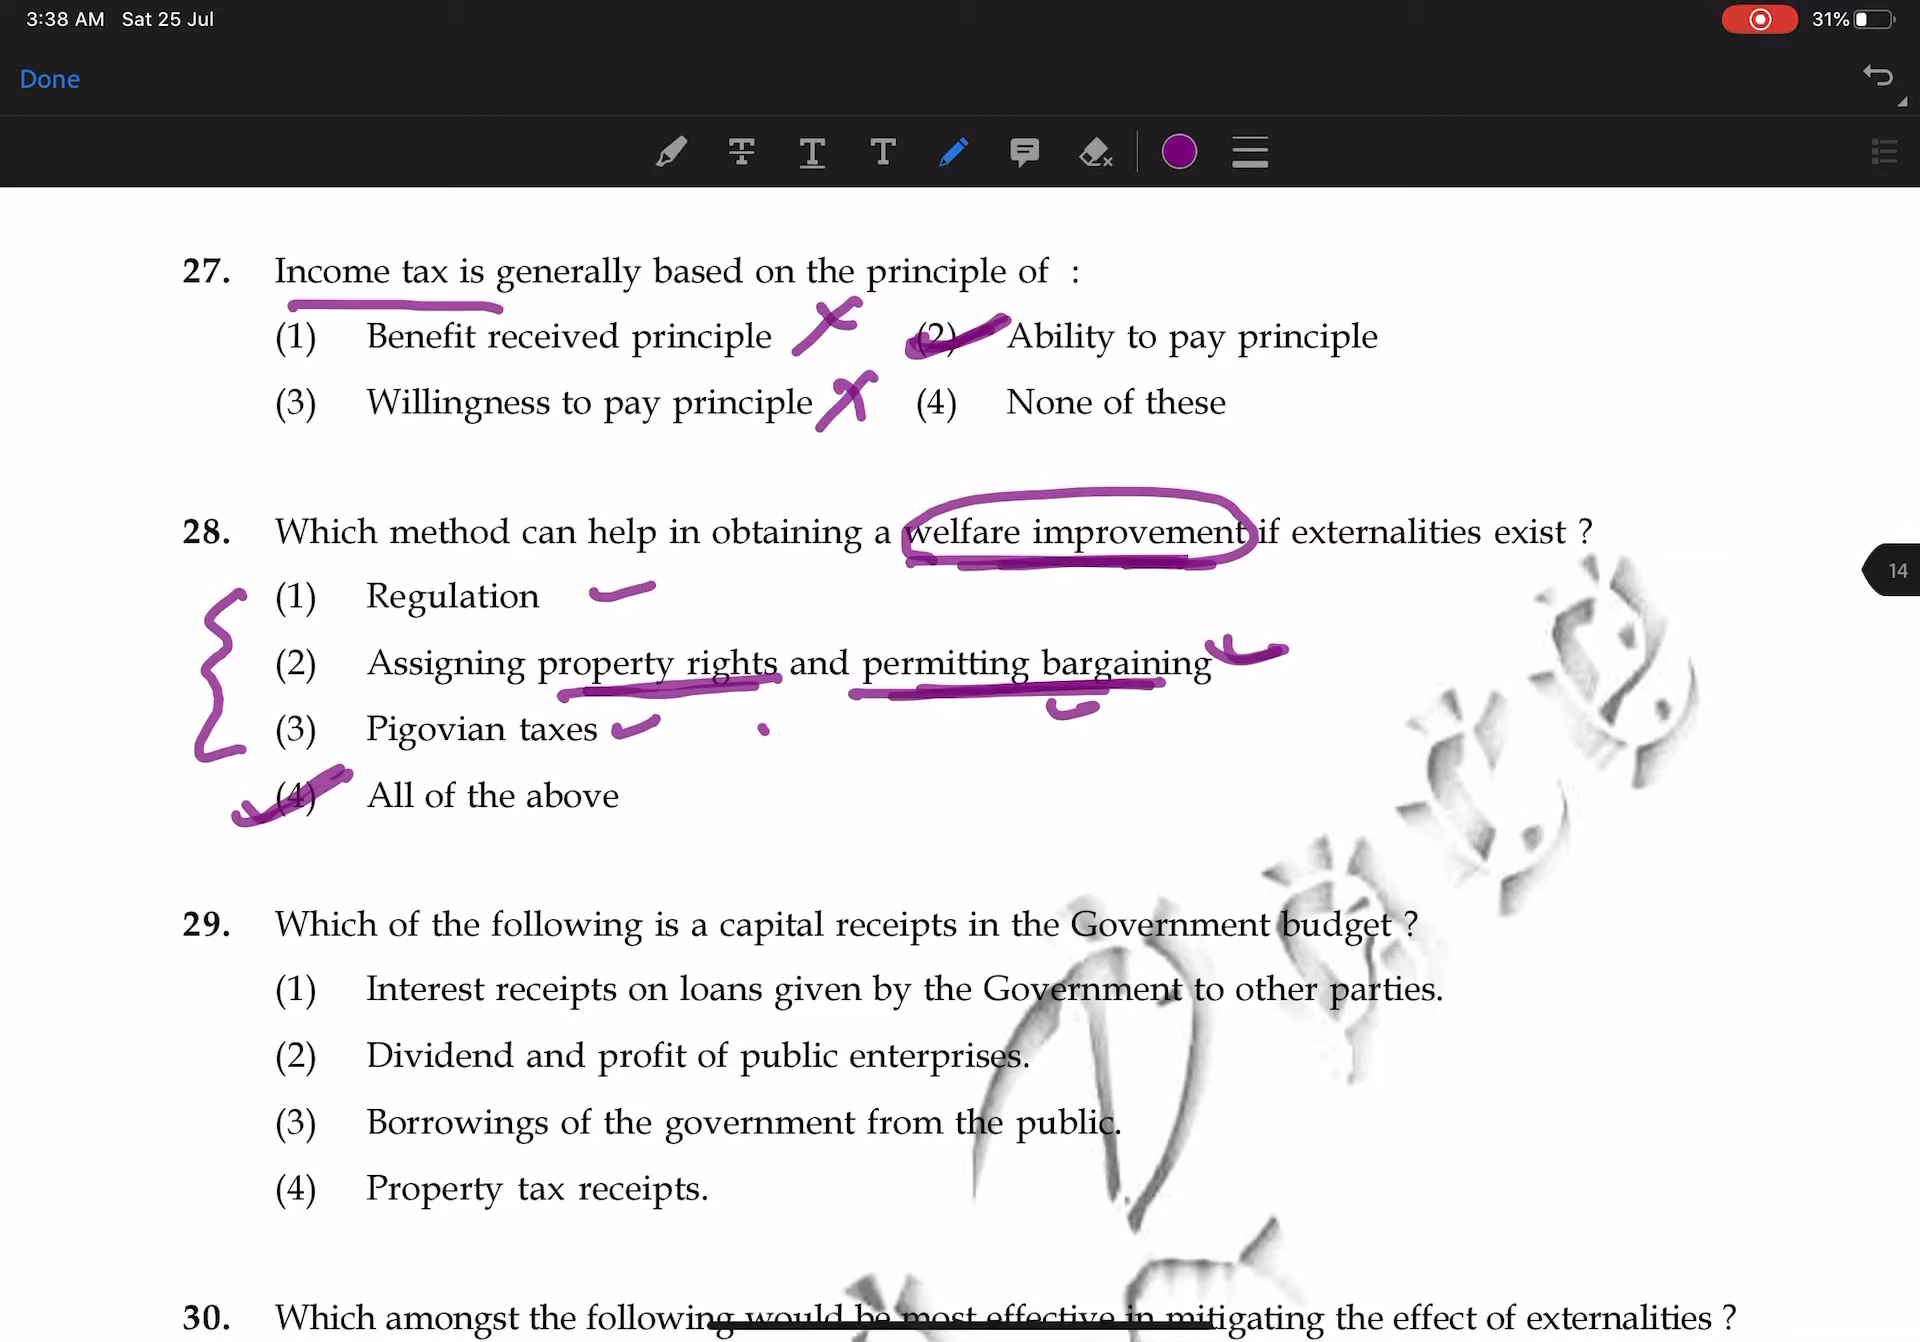 3:38 AM Sat 25 Jul
31%
Done
27. Income tax is generally based on the principle of :
(1) Benefit received principle (2) Ability to pay principle
(3) Willingness to pay principle (4) None of these
28. Which method can help in obtaining a welfare improvement if externalities exist ?
14
(1) Regulation
(2) Assigning property rights and permitting bargaining
(3) Pigovian taxes
(4) All of the above
29. Which of the following is a capital receipts in the Government budget ?
(1) Interest receipts on loans given by the Government to other parties.
(2) Dividend and profit of public enterprises.
(3) Borrowings of the government from the public.
(4) Property tax receipts.
30. Which amongst the following would be most effective in mitigating the effect of externalities ?